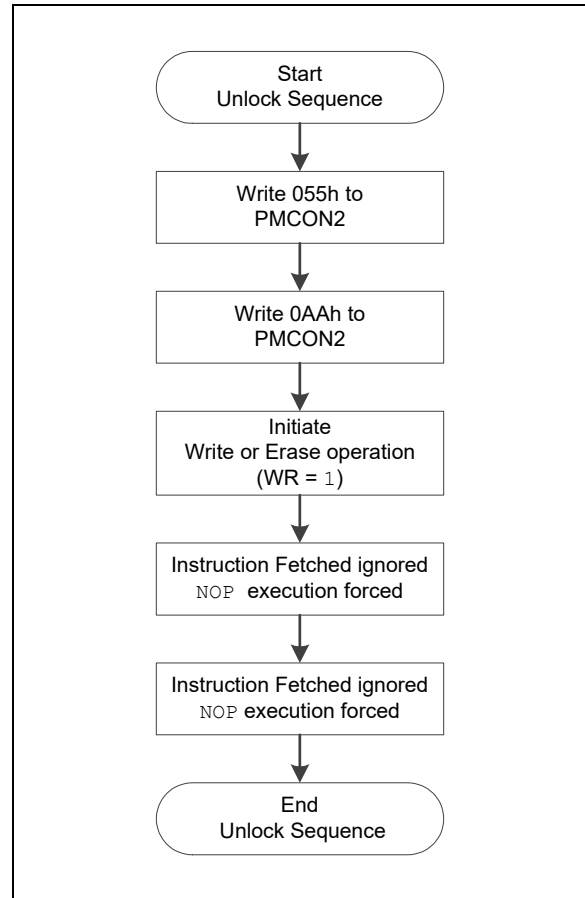 Start
Unlock Sequence
Write 055h to
PMCON2
Write 0AAh to
PMCON2
Initiate
Write or Erase operation
(WR = 1)
Instruction Fetched ignored
NOP execution forced
Instruction Fetched ignored
NOP execution forced
End
Unlock Sequence